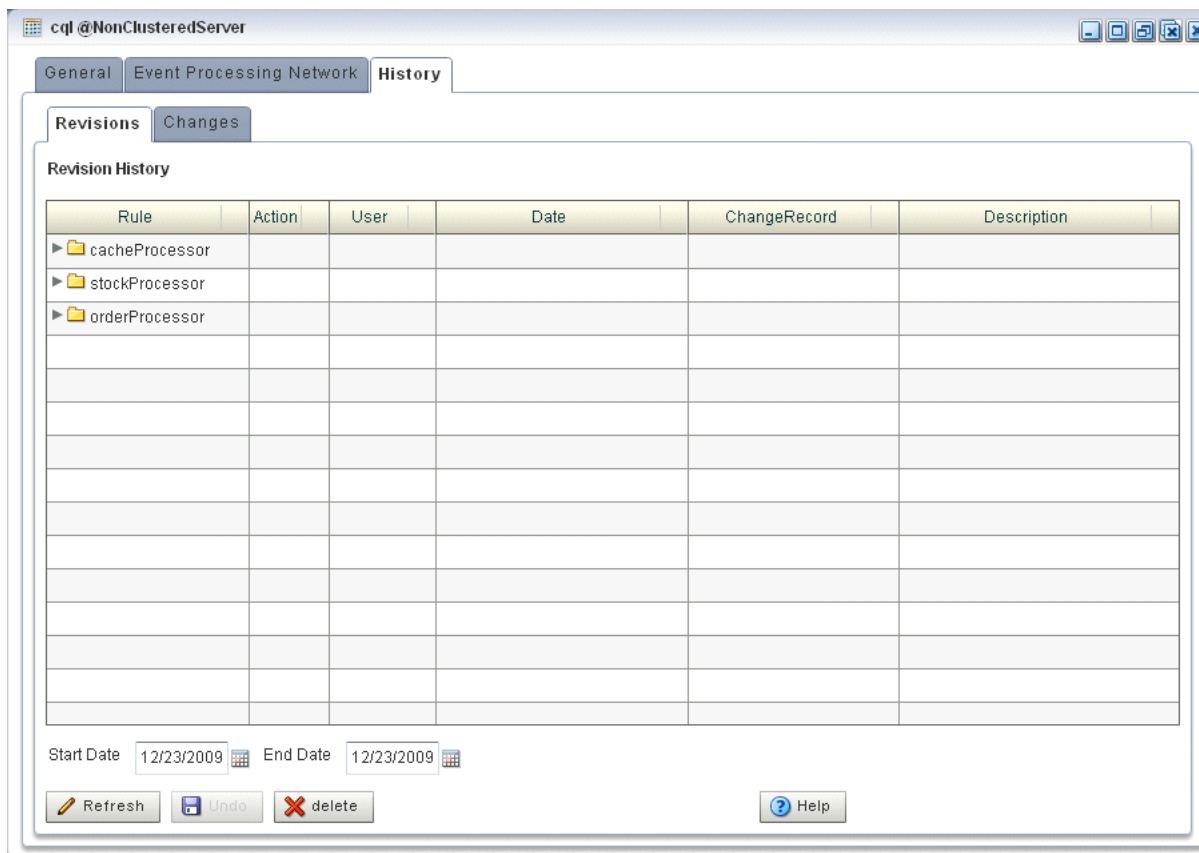 cql @NonClusteredServer
General Event Processing Network History
Revisions Changes
Revision History
Rule Action User Date ChangeRecord Description
cacheProcessor
stockProcessor
orderProcessor
Start Date 12/23/2009 End Date 12/23/2009
Refresh Undo delete Help